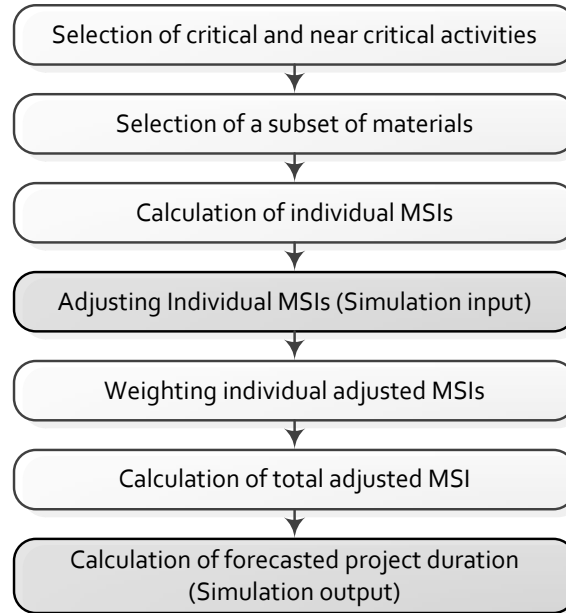 Selection of critical and near critical activities
Selection of a subset of materials
Calculation of individual MSIs
Adjusting Individual MSIs (Simulation input)
Weighting individual adjusted MSIs
Calculation of total adjusted MSI
Calculation of forecasted project duration
(Simulation output)